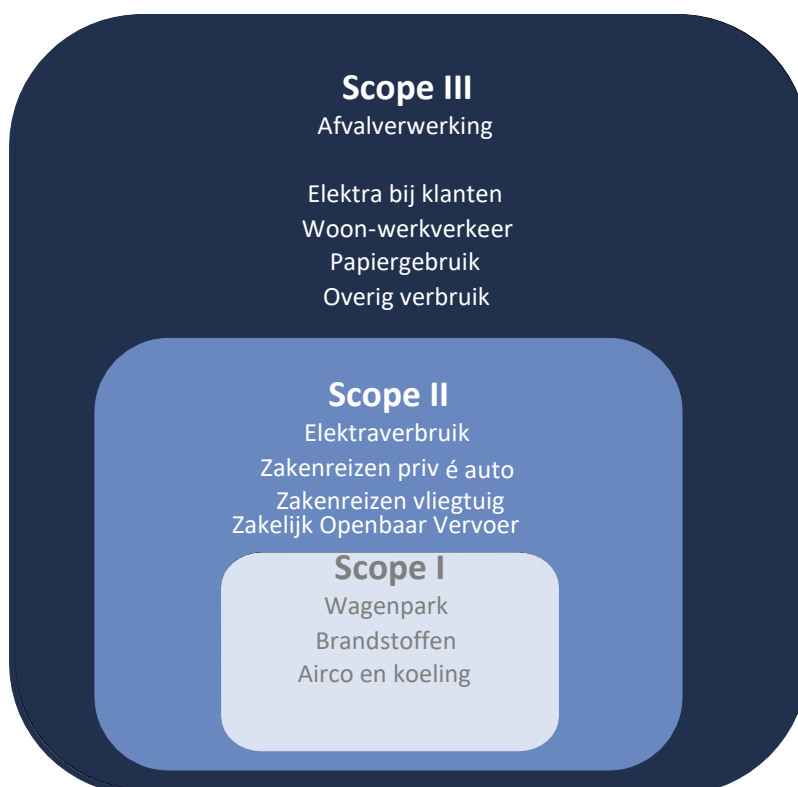 Scope III
Afvalverwerking
Elektra bij klanten
Woon-werkverkeer
Papiergebruik
Overig verbruik
Scope II
Elektraverbruik
Zakenreizen priv é auto
Zakenreizen vliegtuig
Zakelijk Openbaar Vervoer
Scope I
Wagenpark
Brandstoffen
Airco en koeling